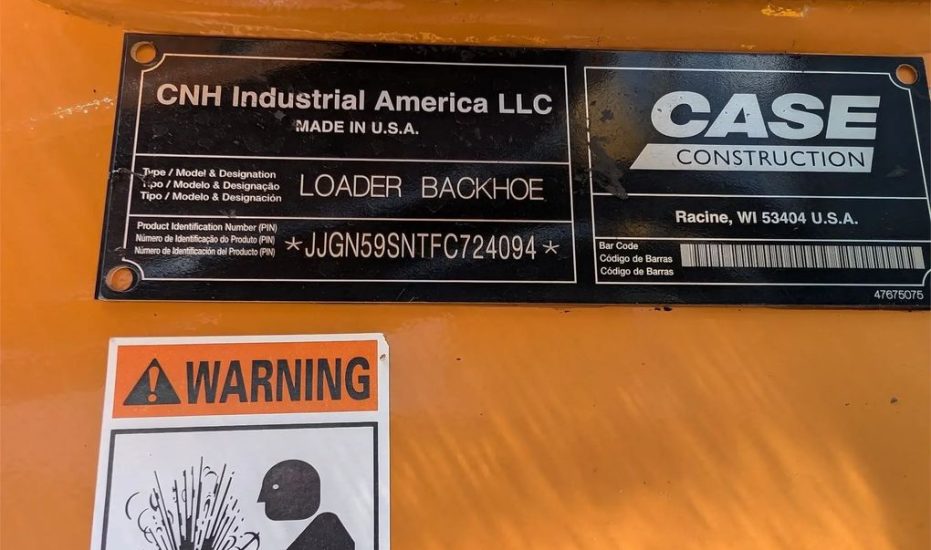 CNH Industrial America LLC
MADE IN U.S.A.
Type / Model & Designation
Tipo / Modelo & Designação
Tipo / Modelo & Designación
LOADER BACKHOE
Product Identification Number (PIN)
Número de Identificação do Produto (PIN)
Número de Identificación del Producto (PIN)
*JJGN59SNTFC724094*
CASE
CONSTRUCTION
Racine, WI 53404 U.S.A.
Bar Code
Código de Barras
Código de Barras
47675075
WARNING